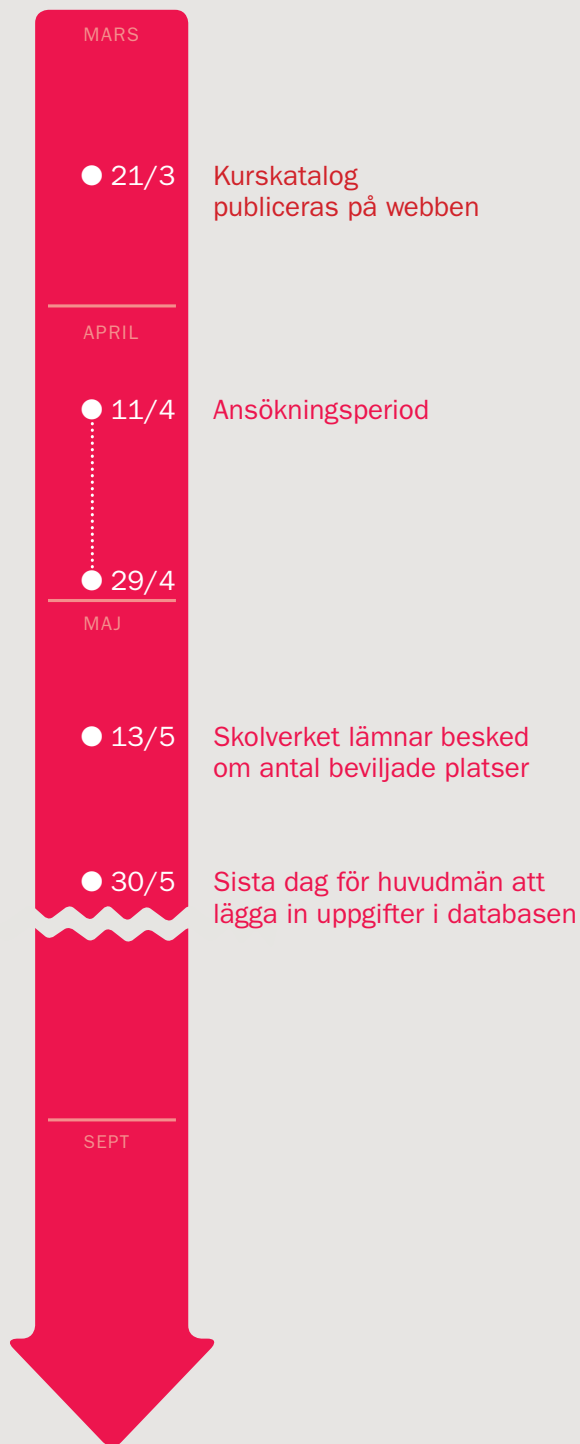 MARS
21/3
Kurskatalog
publiceras på webben
APRIL
11/4
Ansökningsperiod
29/4
MAJ
13/5
Skolverket lämnar besked
om antal beviljade platser
30/5
Sista dag för huvudmän att
lägga in uppgifter i databasen
SEPT